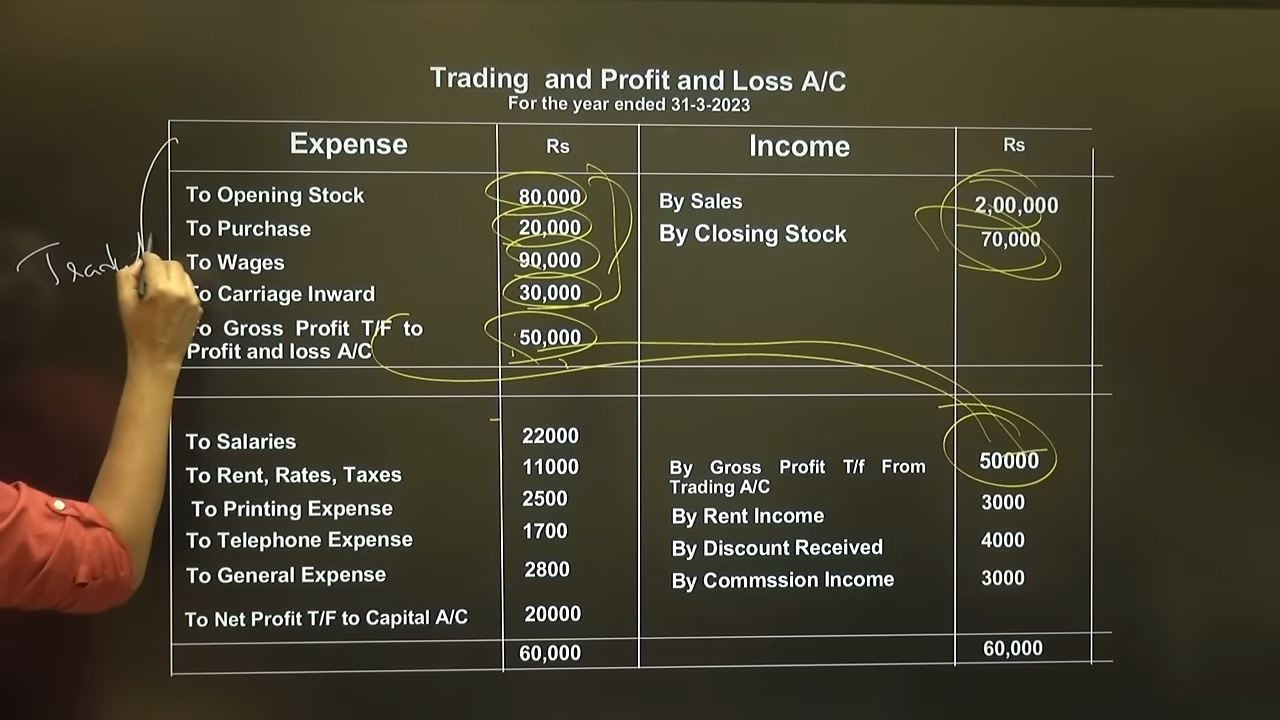 Trading and Profit and Loss A/C
For the year ended 31-3-2023
Expense Rs Income Rs
To Opening Stock 80,000 By Sales 2,00,000
To Purchase 20,000 By Closing Stock 70,000
To Wages 90,000
To Carriage Inward 30,000
To Gross Profit T/F to
Profit and loss A/C 50,000
To Salaries 22000
To Rent, Rates, Taxes 11000 By Gross Profit T/f From 50000
Trading A/C
To Printing Expense 2500 By Rent Income 3000
To Telephone Expense 1700 By Discount Received 4000
To General Expense 2800 By Commssion Income 3000
To Net Profit T/F to Capital A/C 20000
60,000 60,000